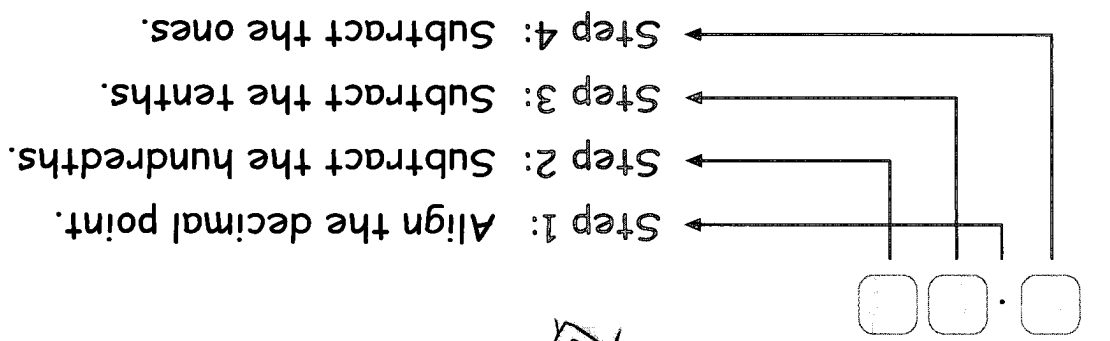 Step 1: Align the decimal point.
Step 2: Subtract the hundredths.
Step 3: Subtract the tenths.
Step 4: Subtract the ones.